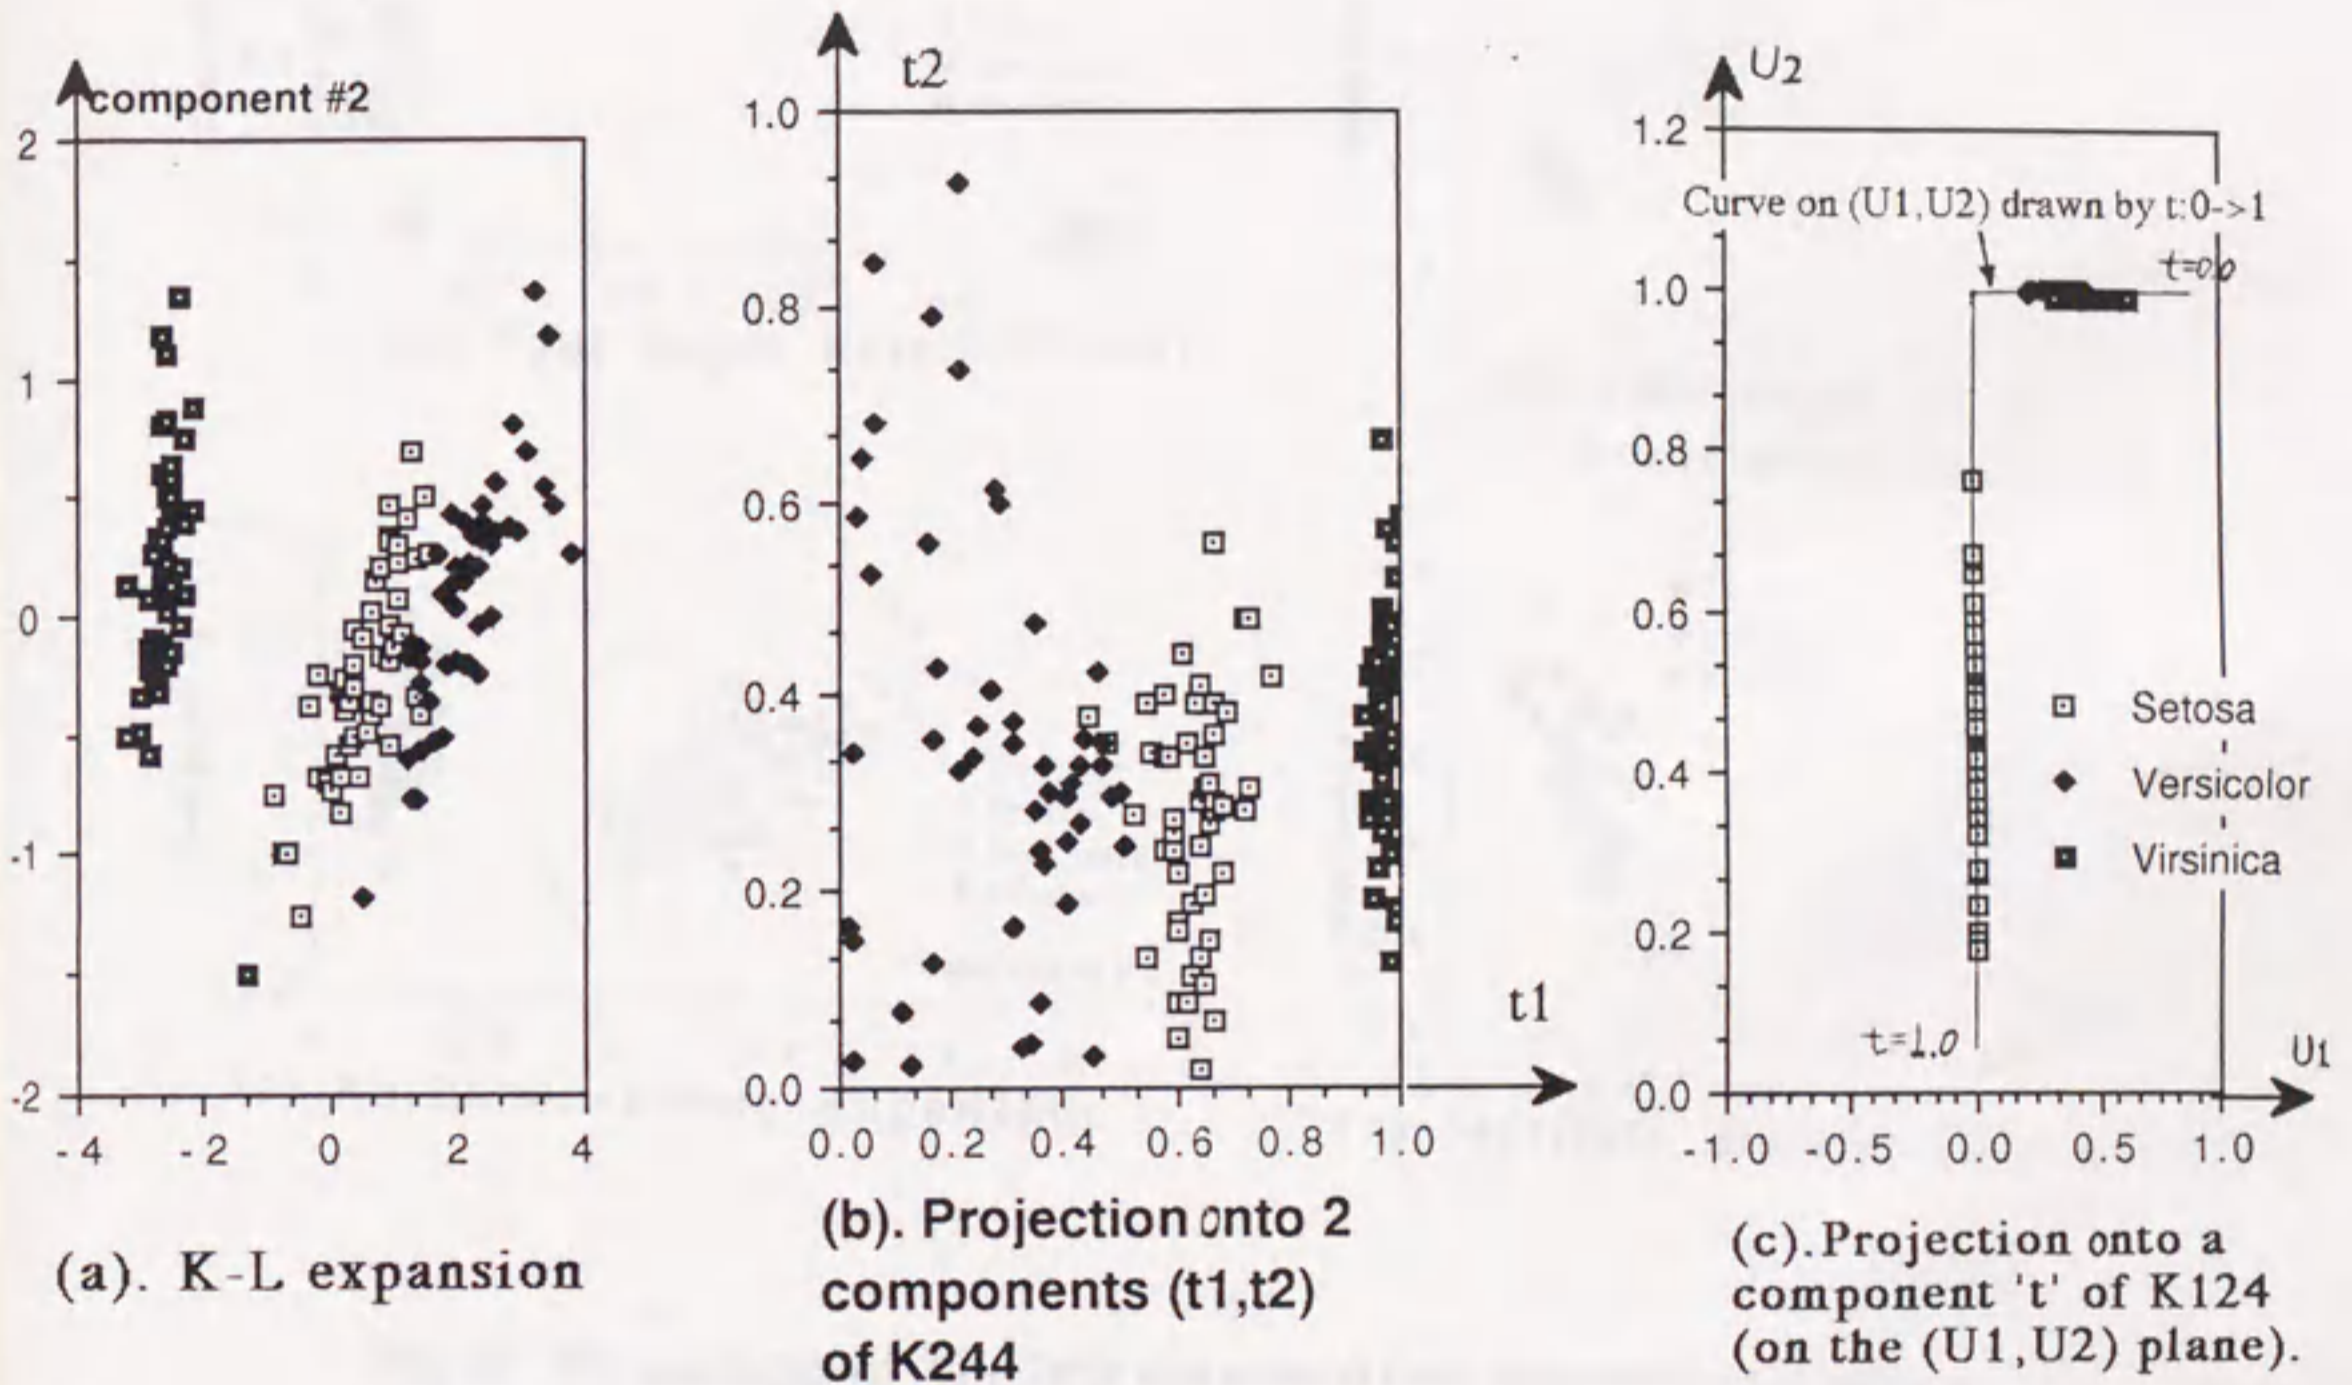 component #2
2
1
0
-1
-2
-4 -2 0 2 4
(a). K-L expansion
t2
1.0
0.8
0.6
0.4
0.2
0.0
0.0 0.2 0.4 0.6 0.8 1.0
t1
(b). Projection onto 2
components (t1,t2)
of K244
U2
1.2
Curve on (U1,U2) drawn by t:0->1
t=0.0
1.0
0.8
0.6
0.4
0.2
0.0
Setosa
Versicolor
Virsinica
t=1.0
U1
-1.0 -0.5 0.0 0.5 1.0
(c).Projection onto a
component 't' of K124
(on the (U1,U2) plane).